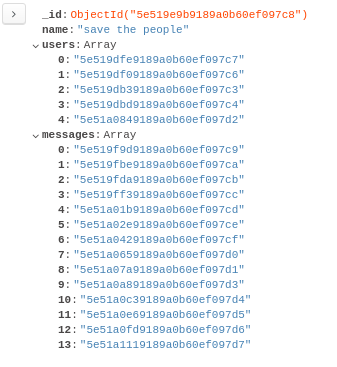 _id: ObjectId("5e519e9b9189a0b60ef097c8")
name: "save the people"
users: Array
0: "5e519dfe9189a0b60ef097c7"
1: "5e519df09189a0b60ef097c6"
2: "5e519db39189a0b60ef097c3"
3: "5e519dbd9189a0b60ef097c4"
4: "5e51a0849189a0b60ef097d2"
messages: Array
0: "5e519f9d9189a0b60ef097c9"
1: "5e519fbe9189a0b60ef097ca"
2: "5e519fda9189a0b60ef097cb"
3: "5e519ff39189a0b60ef097cc"
4: "5e51a01b9189a0b60ef097cd"
5: "5e51a02e9189a0b60ef097ce"
6: "5e51a0429189a0b60ef097cf"
7: "5e51a0659189a0b60ef097d0"
8: "5e51a07a9189a0b60ef097d1"
9: "5e51a0a89189a0b60ef097d3"
10: "5e51a0c39189a0b60ef097d4"
11: "5e51a0e69189a0b60ef097d5"
12: "5e51a0fd9189a0b60ef097d6"
13: "5e51a1119189a0b60ef097d7"